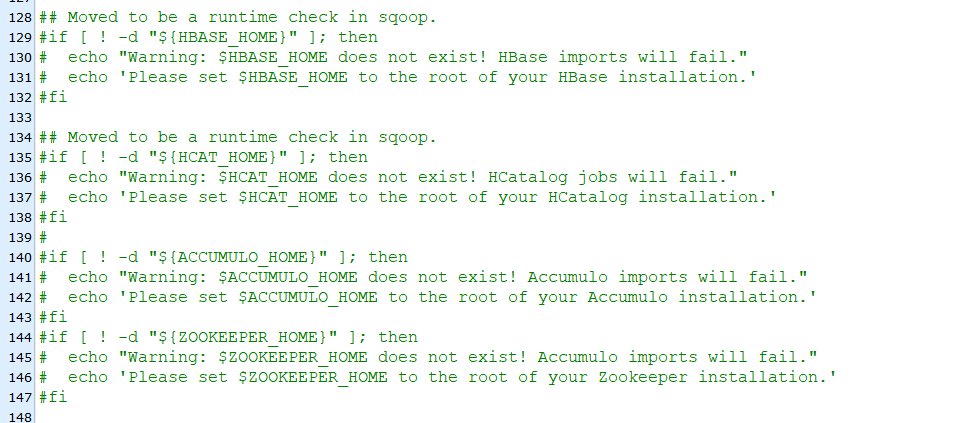 128 ## Moved to be a runtime check in sqoop.
129 #if [ ! -d "${HBASE_HOME}" ]; then
130 #  echo "Warning: $HBASE_HOME does not exist! HBase imports will fail."
131 #  echo 'Please set $HBASE_HOME to the root of your HBase installation.'
132 #fi
133
134 ## Moved to be a runtime check in sqoop.
135 #if [ ! -d "${HCAT_HOME}" ]; then
136 #  echo "Warning: $HCAT_HOME does not exist! HCatalog jobs will fail."
137 #  echo 'Please set $HCAT_HOME to the root of your HCatalog installation.'
138 #fi
139 #
140 #if [ ! -d "${ACCUMULO_HOME}" ]; then
141 #  echo "Warning: $ACCUMULO_HOME does not exist! Accumulo imports will fail."
142 #  echo 'Please set $ACCUMULO_HOME to the root of your Accumulo installation.'
143 #fi
144 #if [ ! -d "${ZOOKEEPER_HOME}" ]; then
145 #  echo "Warning: $ZOOKEEPER_HOME does not exist! Accumulo imports will fail."
146 #  echo 'Please set $ZOOKEEPER_HOME to the root of your Zookeeper installation.'
147 #fi
148